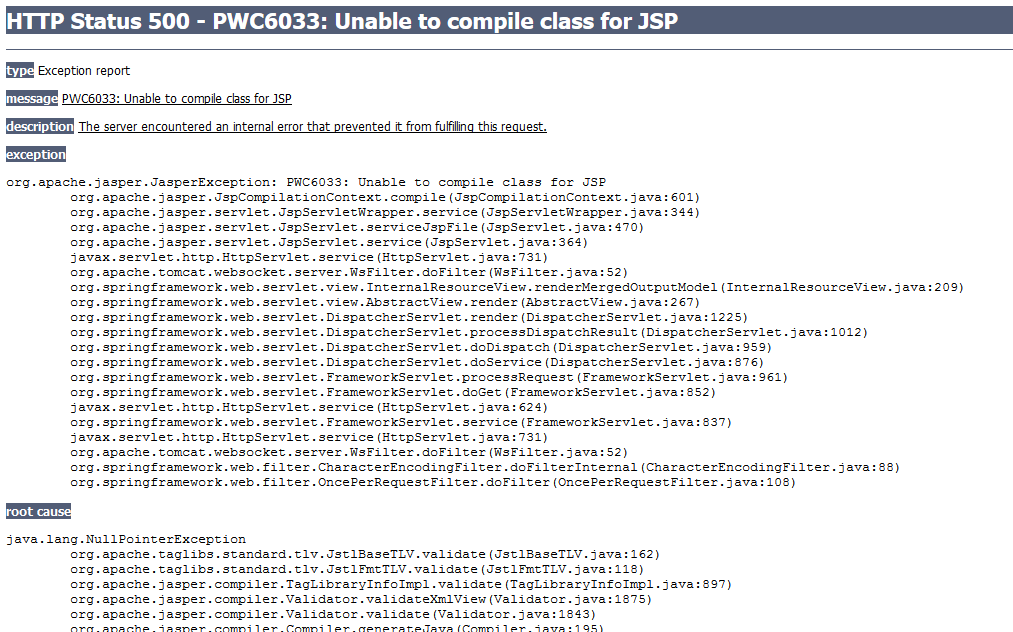 HTTP Status 500 - PWC6033: Unable to compile class for JSP
type Exception report
message PWC6033: Unable to compile class for JSP
description The server encountered an internal error that prevented it from fulfilling this request.
exception
org.apache.jasper.JasperException: PWC6033: Unable to compile class for JSP
org.apache.jasper.JspCompilationContext.compile(JspCompilationContext.java:601)
org.apache.jasper.servlet.JspServletWrapper.service(JspServletWrapper.java:344)
org.apache.jasper.servlet.JspServlet.serviceJspFile(JspServlet.java:470)
org.apache.jasper.servlet.JspServlet.service(JspServlet.java:364)
javax.servlet.http.HttpServlet.service(HttpServlet.java:731)
org.apache.tomcat.websocket.server.WsFilter.doFilter(WsFilter.java:52)
org.springframework.web.servlet.view.InternalResourceView.renderMergedOutputModel(InternalResourceView.java:209)
org.springframework.web.servlet.view.AbstractView.render(AbstractView.java:267)
org.springframework.web.servlet.DispatcherServlet.render(DispatcherServlet.java:1225)
org.springframework.web.servlet.DispatcherServlet.processDispatchResult(DispatcherServlet.java:1012)
org.springframework.web.servlet.DispatcherServlet.doDispatch(DispatcherServlet.java:959)
org.springframework.web.servlet.DispatcherServlet.doService(DispatcherServlet.java:876)
org.springframework.web.servlet.FrameworkServlet.processRequest(FrameworkServlet.java:961)
org.springframework.web.servlet.FrameworkServlet.doGet(FrameworkServlet.java:852)
javax.servlet.http.HttpServlet.service(HttpServlet.java:624)
org.springframework.web.servlet.FrameworkServlet.service(FrameworkServlet.java:837)
javax.servlet.http.HttpServlet.service(HttpServlet.java:731)
org.apache.tomcat.websocket.server.WsFilter.doFilter(WsFilter.java:52)
org.springframework.web.filter.CharacterEncodingFilter.doFilterInternal(CharacterEncodingFilter.java:88)
org.springframework.web.filter.OncePerRequestFilter.doFilter(OncePerRequestFilter.java:108)
root cause
java.lang.NullPointerException
org.apache.taglibs.standard.tlv.JstlBaseTLV.validate(JstlBaseTLV.java:162)
org.apache.taglibs.standard.tlv.JstlFmtTLV.validate(JstlFmtTLV.java:118)
org.apache.jasper.compiler.TagLibraryInfoImpl.validate(TagLibraryInfoImpl.java:897)
org.apache.jasper.compiler.Validator.validateXmlView(Validator.java:1875)
org.apache.jasper.compiler.Validator.validate(Validator.java:1843)
org.apache.jasper.compiler.Compiler.generateJava(Compiler.java:195)